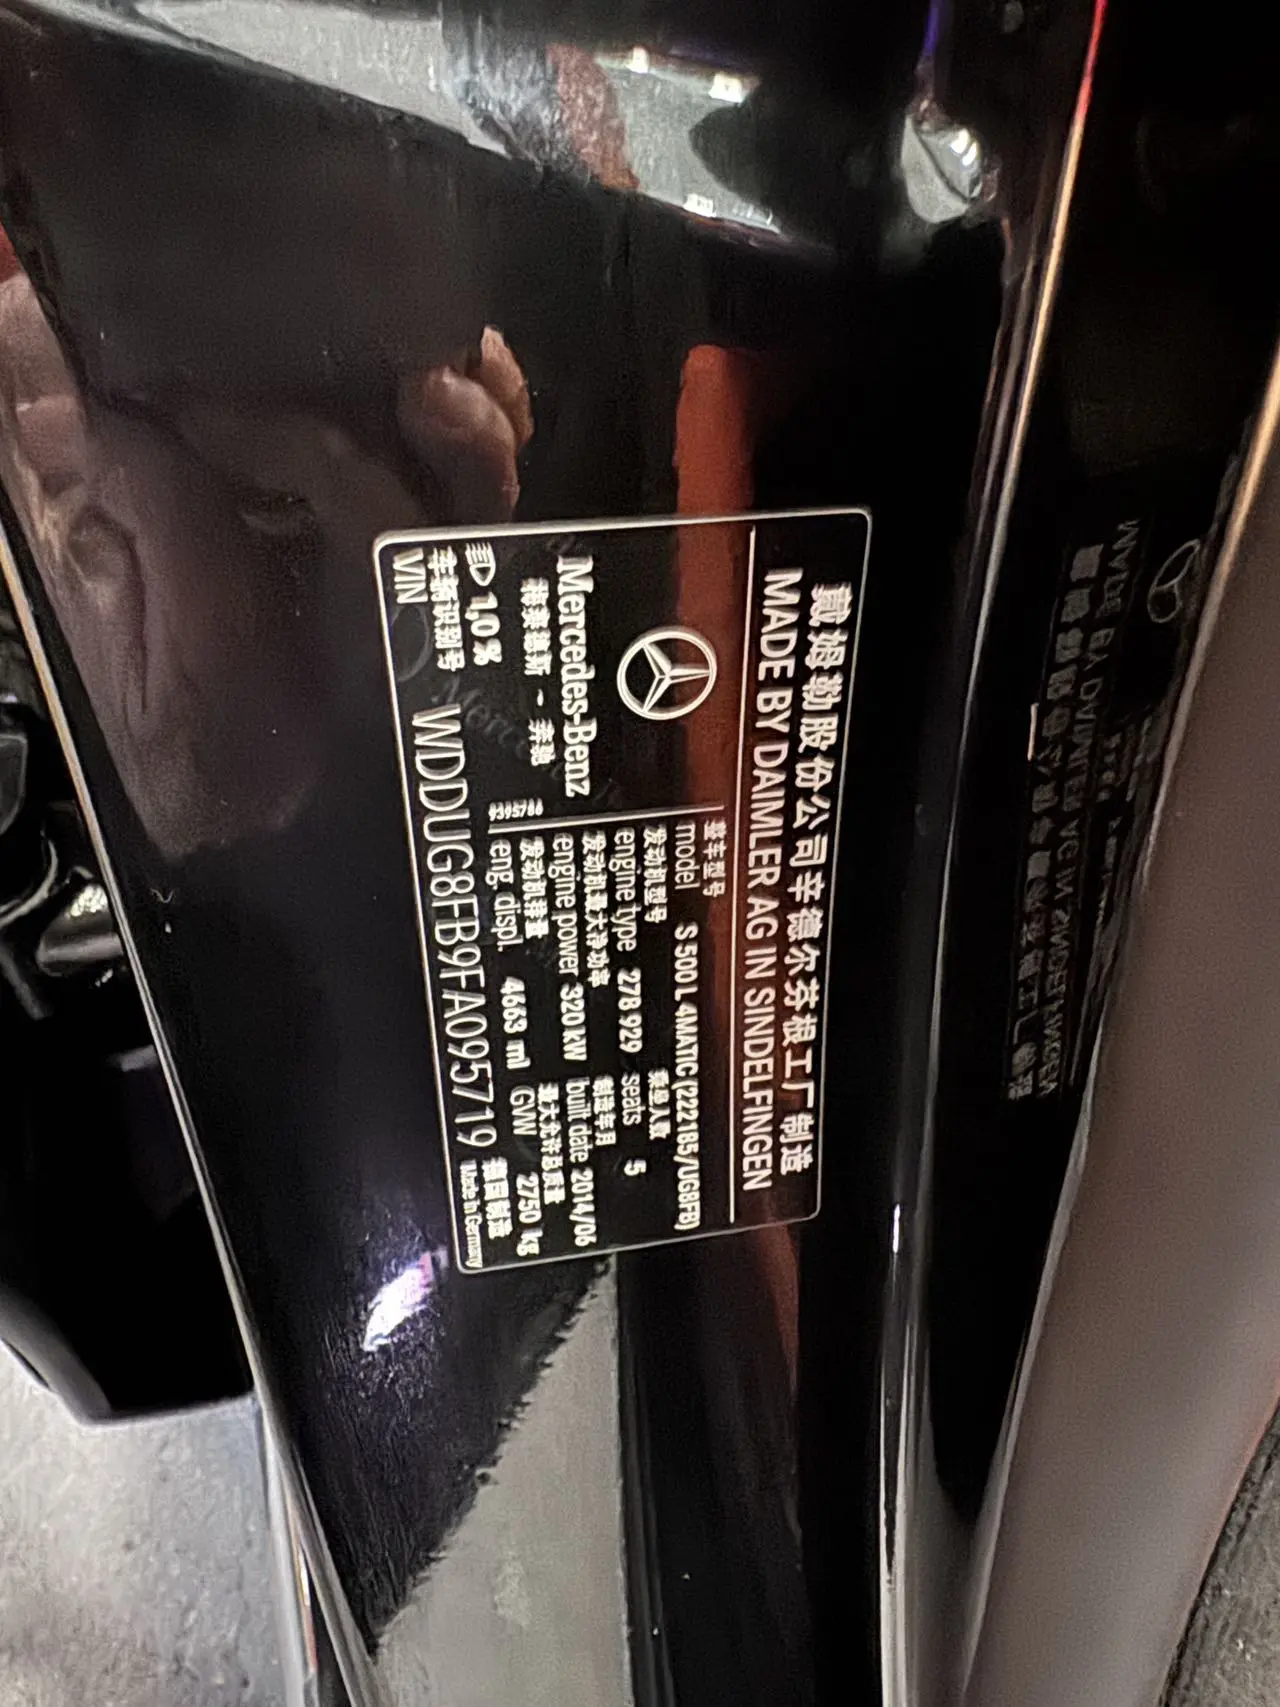 戴姆勒股份公司辛德尔芬根工厂制造
MADE BY DAIMLER AG IN SINDELFINGEN
Mercedes-Benz
梅赛德斯 - 奔驰
1,0 %
整车型号
model S 500 L 4MATIC (222185/UG8FB)
发动机型号 乘员人数
engine type 278 929 seats 5
发动机最大净功率 制造年月
engine power 320 kW built date 2014/06
发动机排量 最大允许总质量
eng. displ. 4663 ml GVW 2750 kg
车辆识别号 德国制造
VIN WDDUG8FB9FA095719 Made in Germany